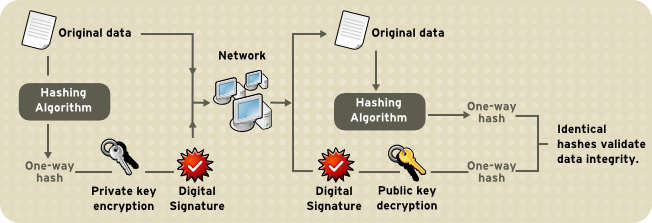 Original data
Hashing
Algorithm
One-way
hash
Private key
encryption
Digital
Signature
Network
Original data
Hashing
Algorithm
One-way
hash
Digital
Signature
Public key
decryption
One-way
hash
Identical
hashes validate
data integrity.